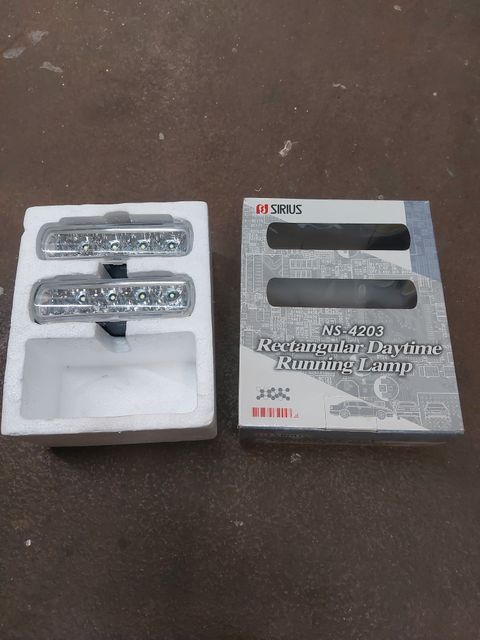 SIRIUS
NS-4203
Rectangular Daytime
Running Lamp